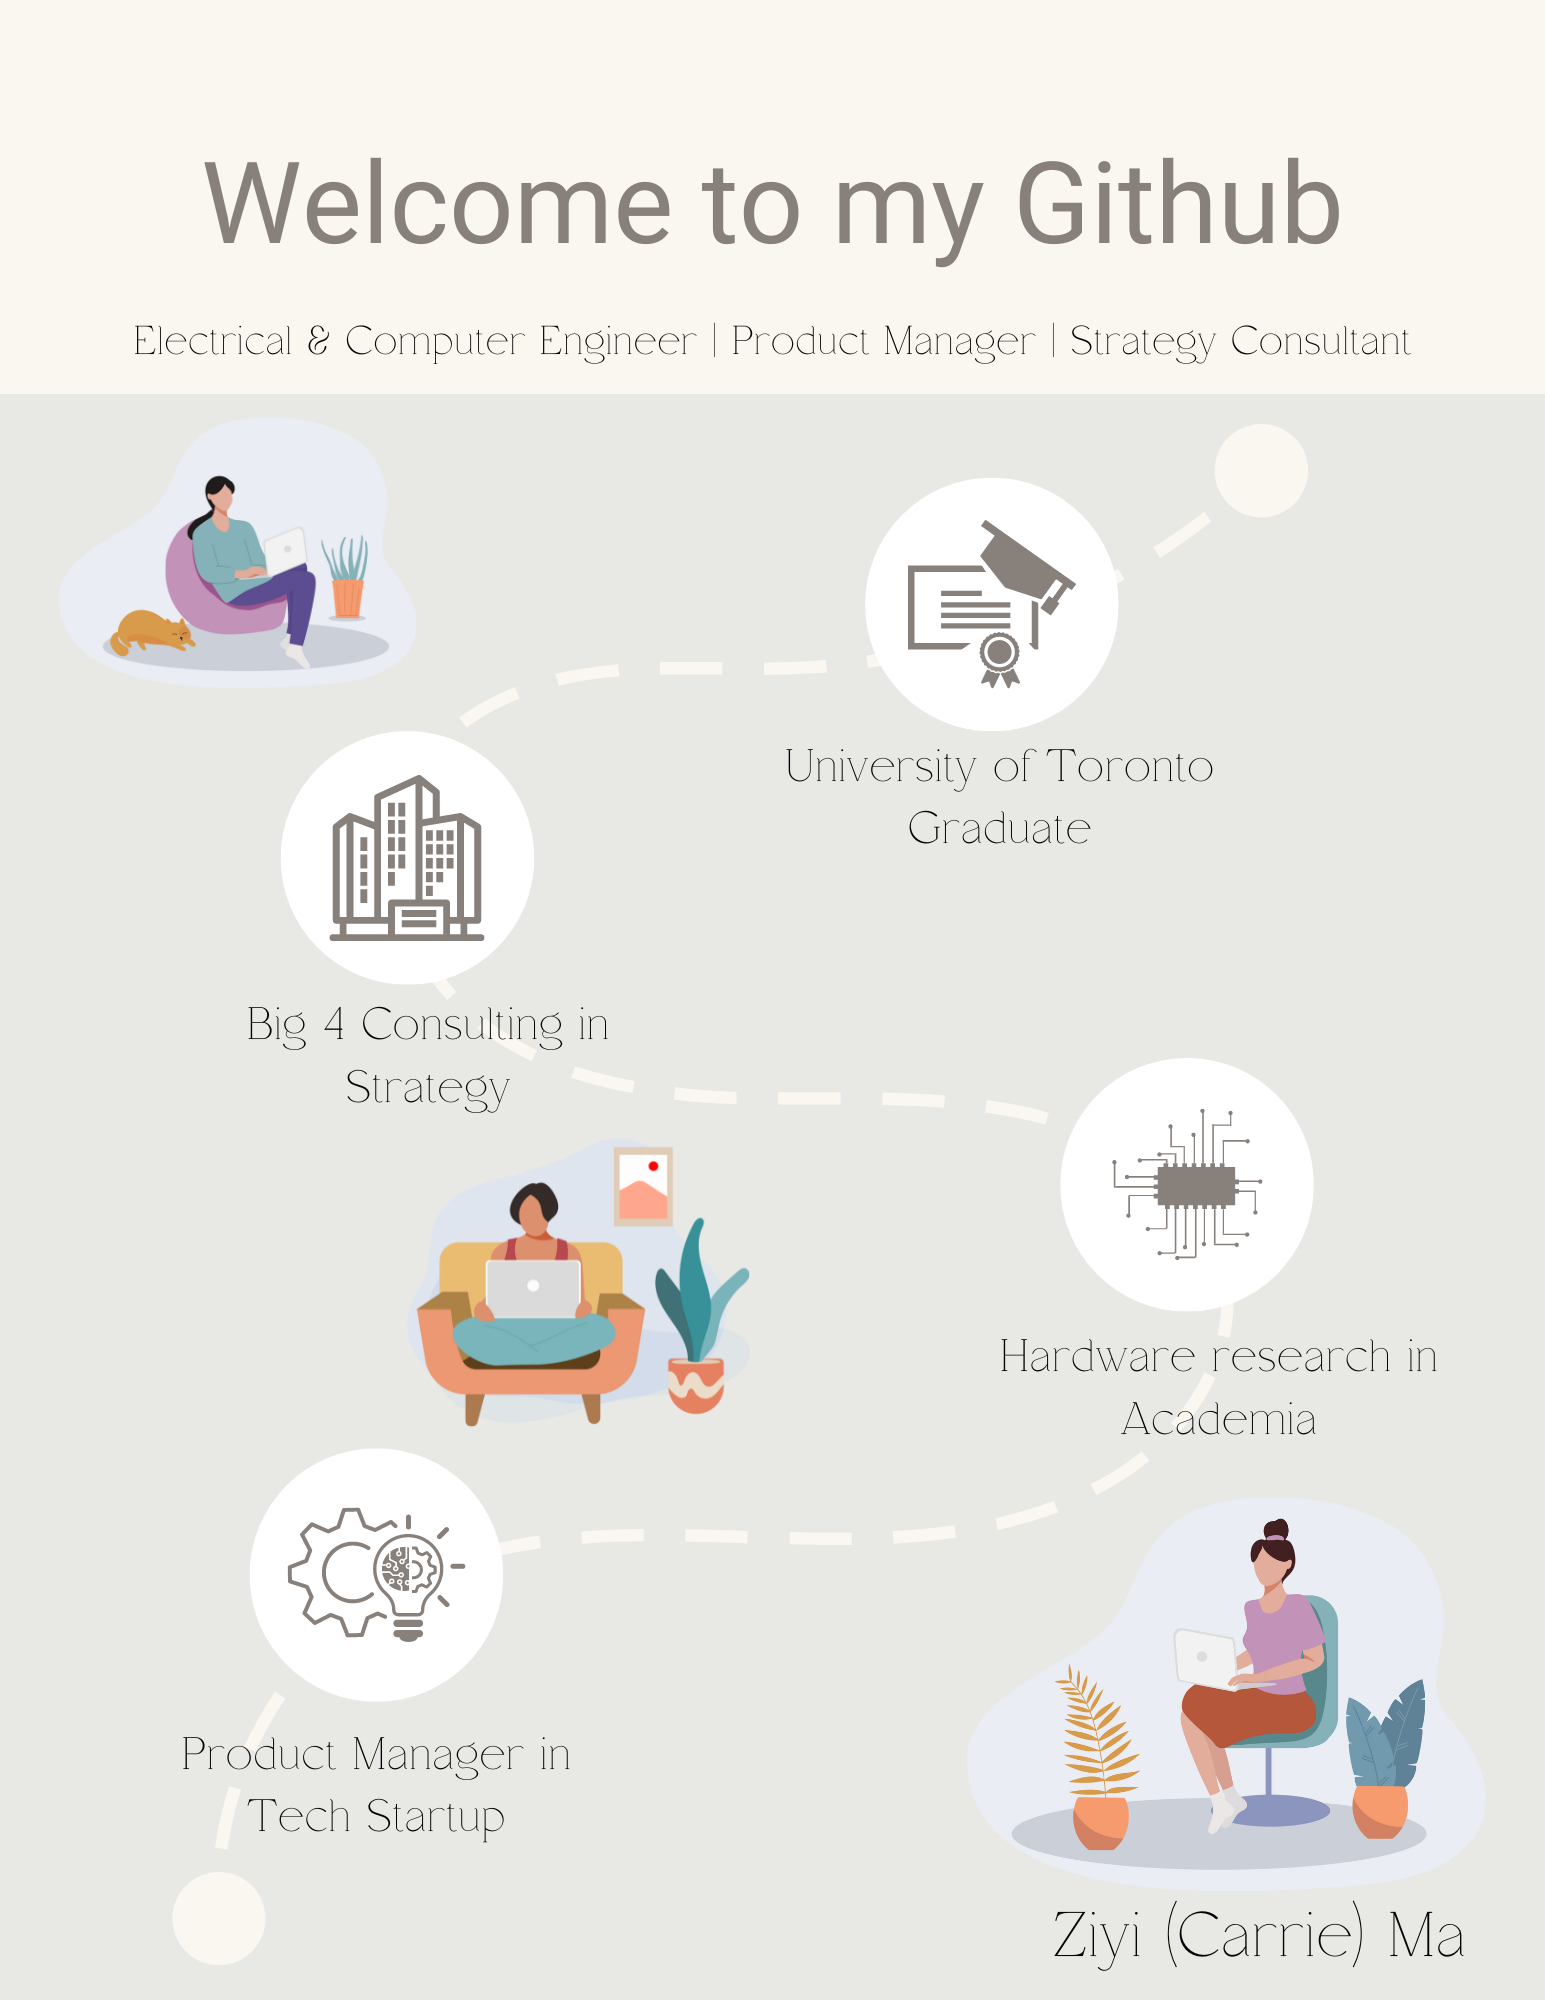 Welcome to my Github
Electrical & Computer Engineer | Product Manager | Strategy Consultant
University of Toronto
Graduate
Big 4 Consulting in
Strategy
Hardware research in
Academia
Product Manager in
Tech Startup
Ziyi (Carrie) Ma